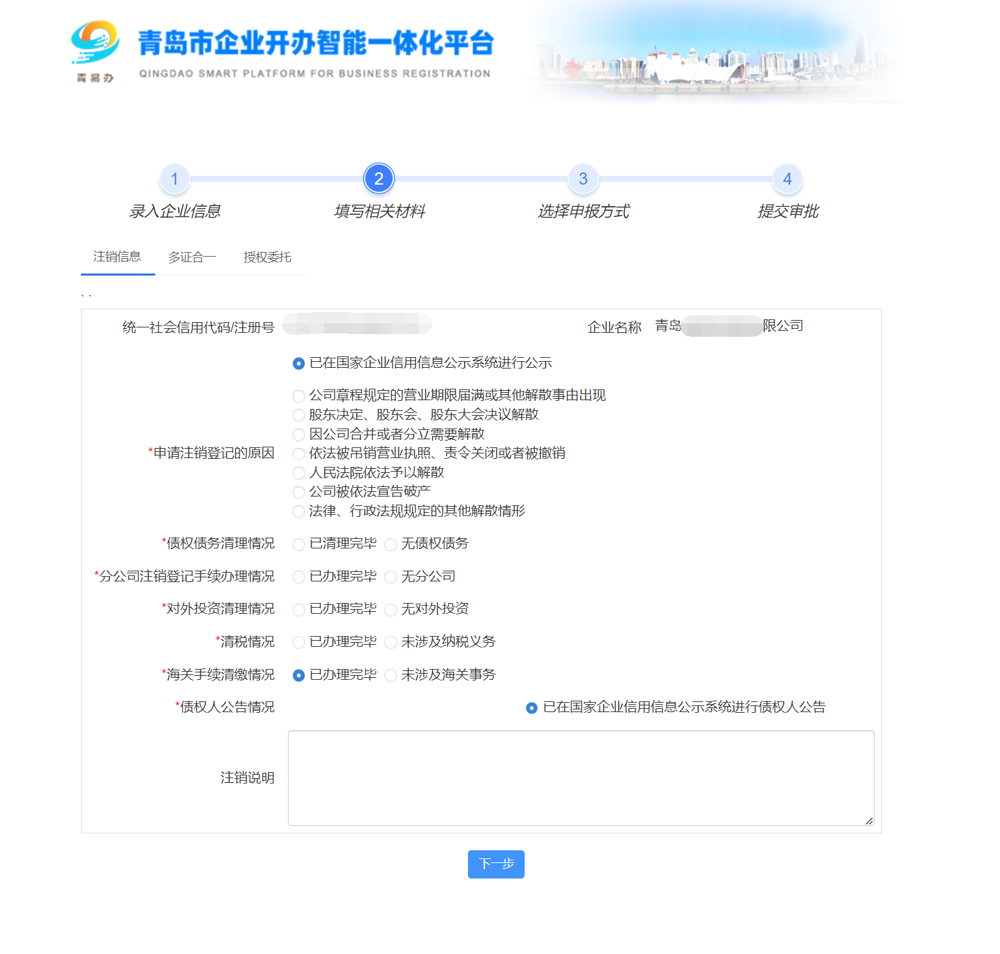 青岛市企业开办智能一体化平台
QINGDAO SMART PLATFORM FOR BUSINESS REGISTRATION
青易办
1 2 3 4
录入企业信息 填写相关材料 选择申报方式 提交审批
注销信息 多证合一 授权委托
` `
统一社会信用代码/注册号 企业名称 青岛 限公司
已在国家企业信用信息公示系统进行公示
公司章程规定的营业期限届满或其他解散事由出现
股东决定、股东会、股东大会决议解散
因公司合并或者分立需要解散
*申请注销登记的原因 依法被吊销营业执照、责令关闭或者被撤销
人民法院依法予以解散
公司被依法宣告破产
法律、行政法规规定的其他解散情形
*债权债务清理情况 已清理完毕 无债权债务
*分公司注销登记手续办理情况 已办理完毕 无分公司
*对外投资清理情况 已办理完毕 无对外投资
*清税情况 已办理完毕 未涉及纳税义务
*海关手续清缴情况 已办理完毕 未涉及海关事务
*债权人公告情况 已在国家企业信用信息公示系统进行债权人公告
注销说明
下一步